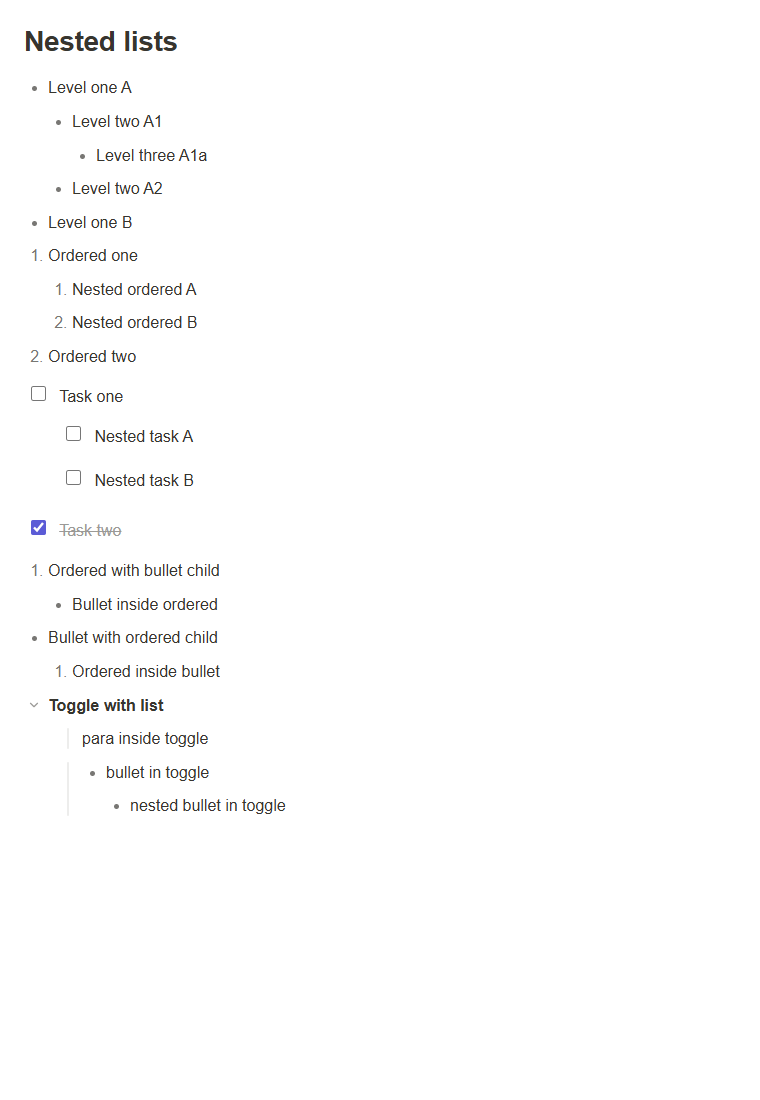 Nested lists
• Level one A
• Level two A1
• Level three A1a
• Level two A2
• Level one B
1. Ordered one
1. Nested ordered A
2. Nested ordered B
2. Ordered two
Task one
Nested task A
Nested task B
Task two
1. Ordered with bullet child
• Bullet inside ordered
• Bullet with ordered child
1. Ordered inside bullet
Toggle with list
para inside toggle
• bullet in toggle
• nested bullet in toggle